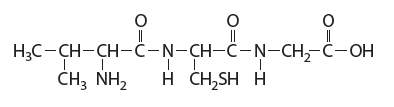 O O O
H₃C–CH–CH–C–N–CH–C–N–CH₂–C–OH
CH₃ NH₂ H CH₂SH H